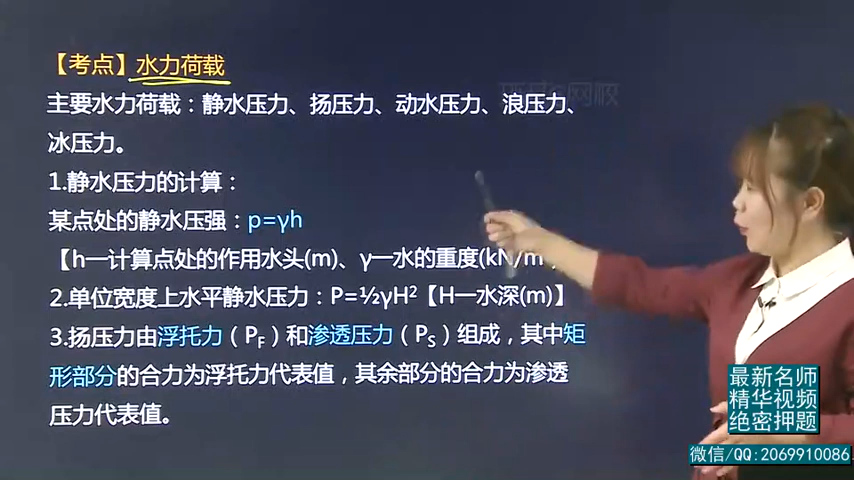 【考点】水力荷载
主要水力荷载：静水压力、扬压力、动水压力、浪压力、
冰压力。
1.静水压力的计算：
某点处的静水压强：p=γh
【h—计算点处的作用水头(m)、γ—水的重度(kN/m
2.单位宽度上水平静水压力：P=½γH²【H—水深(m)】
3.扬压力由浮托力（PF）和渗透压力（PS）组成，其中矩
形部分的合力为浮托力代表值，其余部分的合力为渗透
压力代表值。
最新名师
精华视频
绝密押题
微信/QQ:2069910086